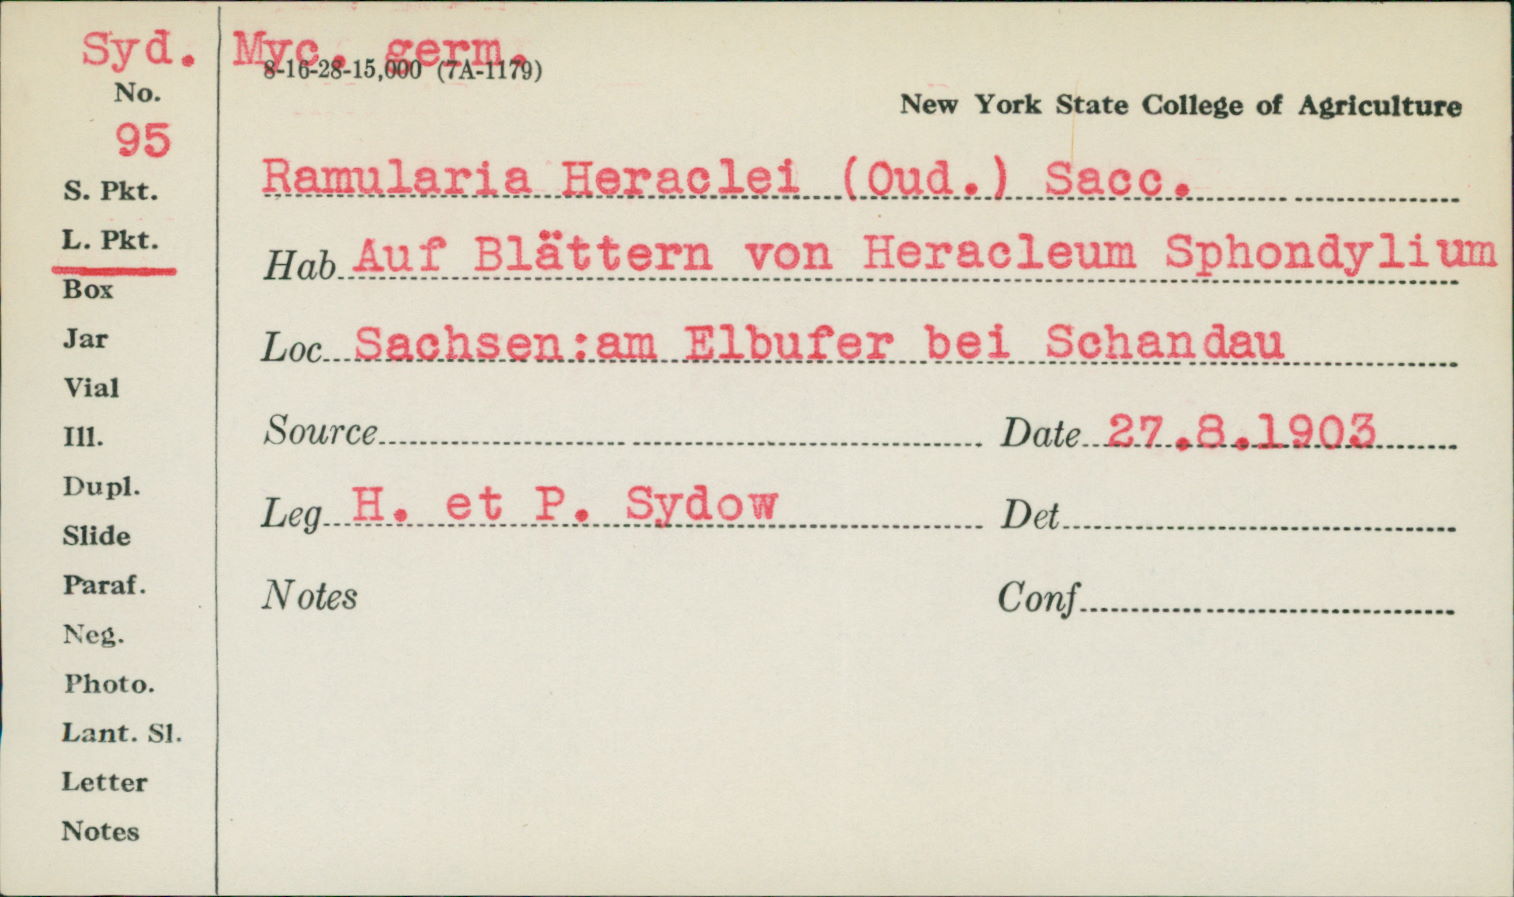 Syd. Myc. germ.
8-16-28-15,000 (7A-1179)
No.
95
New York State College of Agriculture
S. Pkt.
L. Pkt.
Box
Jar
Vial
Ill.
Dupl.
Slide
Paraf.
Neg.
Photo.
Lant. Sl.
Letter
Notes
Ramularia Heraclei (Oud.) Sacc.
Hab Auf Blättern von Heracleum Sphondylium
Loc Sachsen:am Elbufer bei Schandau
Source Date 27.8.1903
Leg H. et P. Sydow Det
Notes Conf